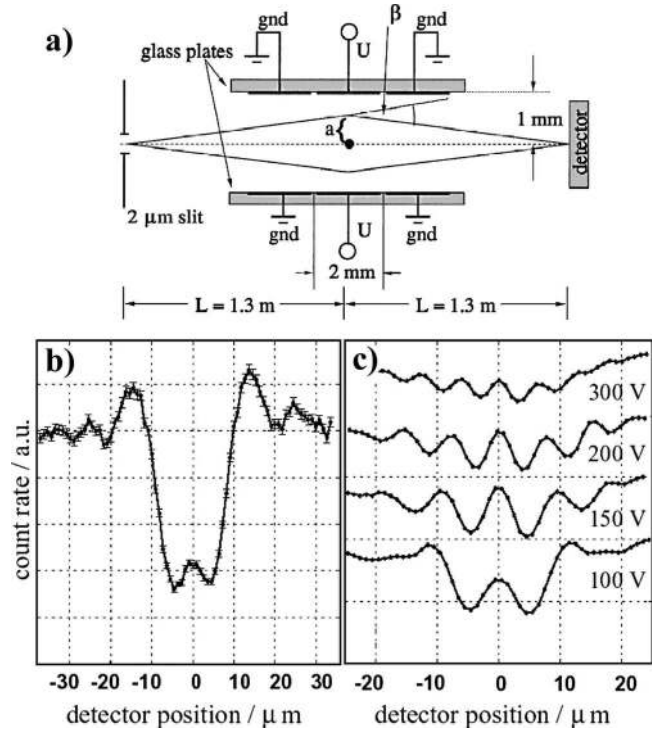 a)
gnd
β
gnd
U
glass plates
a
1 mm
detector
2 μm slit
gnd
U
gnd
2 mm
L = 1.3 m
L = 1.3 m
b)
c)
300 V
200 V
150 V
100 V
count rate / a.u.
-30 -20 -10 0 10 20 30
-20 -10 0 10 20
detector position / μ m
detector position / μ m